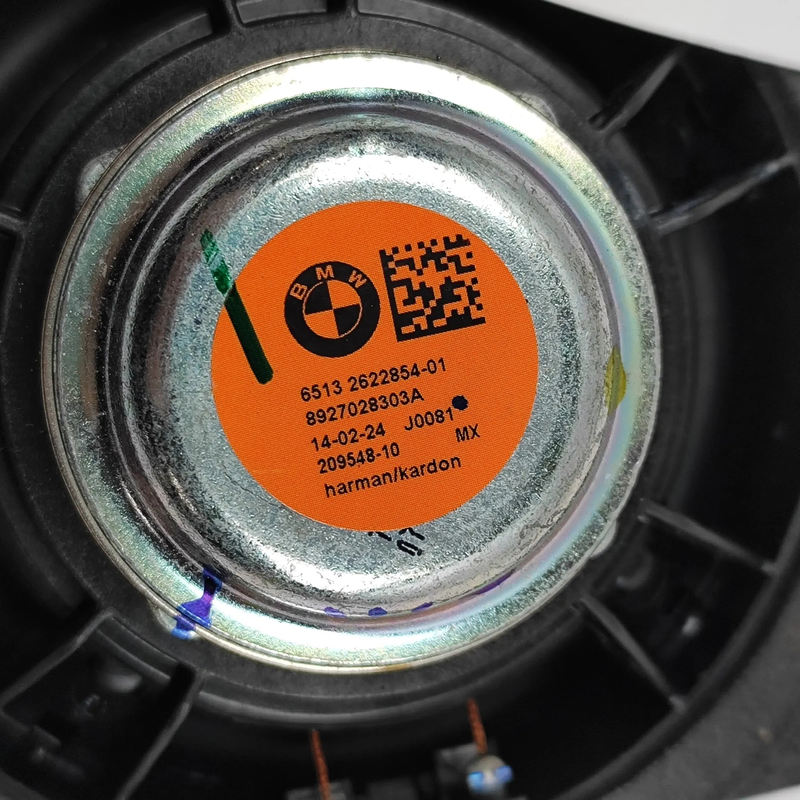 BMW
6513 2622854-01
8927028303A
14-02-24 J0081
209548-10 MX
harman/kardon